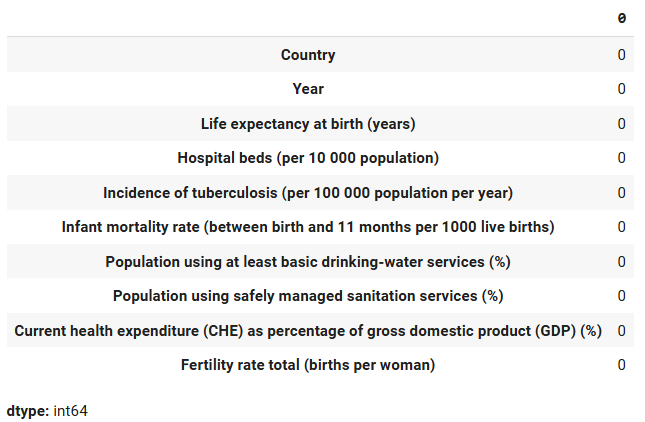 0
Country 0
Year 0
Life expectancy at birth (years) 0
Hospital beds (per 10 000 population) 0
Incidence of tuberculosis (per 100 000 population per year) 0
Infant mortality rate (between birth and 11 months per 1000 live births) 0
Population using at least basic drinking-water services (%) 0
Population using safely managed sanitation services (%) 0
Current health expenditure (CHE) as percentage of gross domestic product (GDP) (%) 0
Fertility rate total (births per woman) 0
dtype: int64